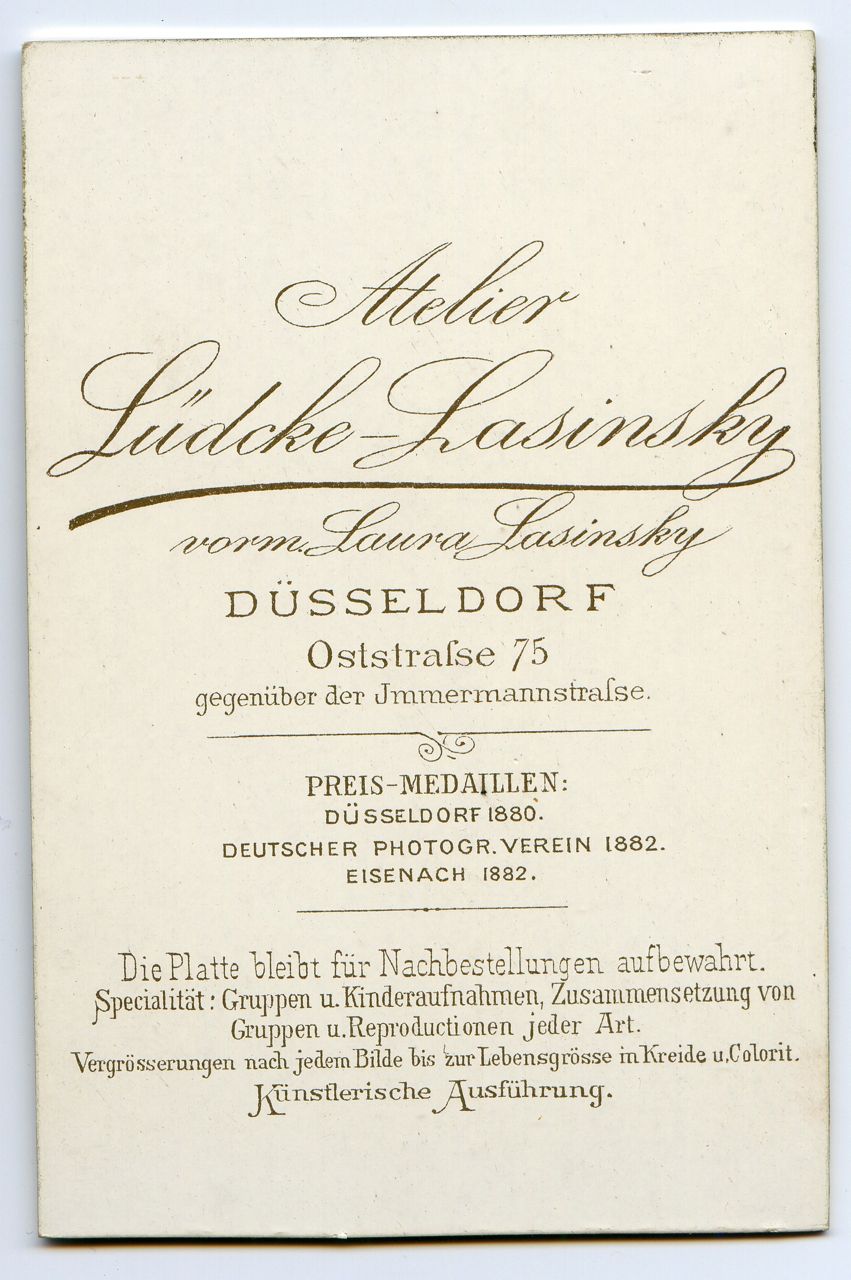 Atelier
Lüdcke-Lasinsky
vorm. Laura Lasinsky
DÜSSELDORF
Oststraſse 75
gegenüber der Jmmermannstraſse.
PREIS-MEDAILLEN:
DÜSSELDORF 1880.
DEUTSCHER PHOTOGR. VEREIN 1882.
EISENACH 1882.
Die Platte bleibt für Nachbestellungen aufbewahrt.
Specialität: Gruppen u. Kinderaufnahmen, Zusammensetzung von
Gruppen u. Reproductionen jeder Art.
Vergrösserungen nach jedem Bilde bis zur Lebensgrösse in Kreide u. Colorit.
Künstlerische Ausführung.